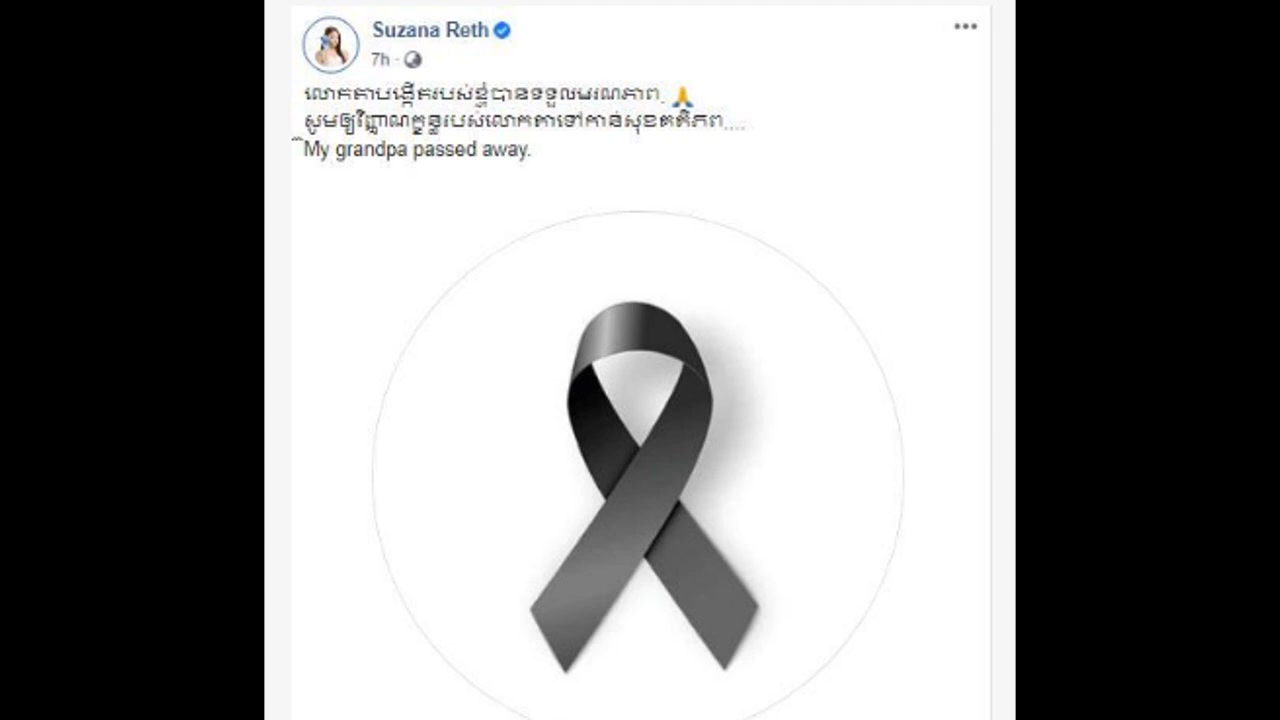 Suzana Reth
7h
លោកតាបង្កើតរបស់ខ្ញុំបានទទួលមរណភាព. 🙏
សូមឲ្យវិញ្ញាណក្ខន្ធរបស់លោកតាទៅកាន់សុខគតិភព....
My grandpa passed away.